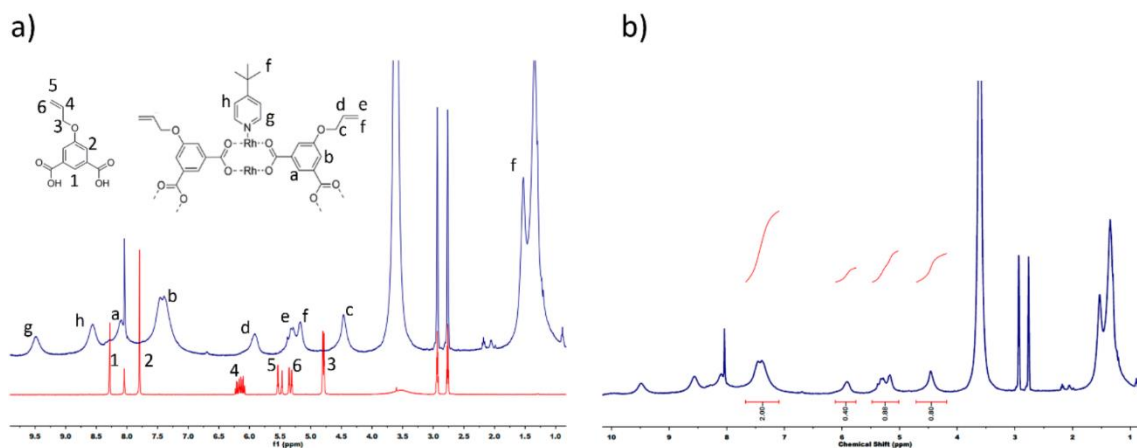 a)
b)
5
6
4
3
O
2
O
O
OH
OH
1
f
h
g
N
d
e
f
c
O
O
O
Rh
O
O
Rh
O
b
a
O
O
O
O
g
h
a
b
d
e
f
c
f
1
2
4
5
6
3
9.5 9.0 8.5 8.0 7.5 7.0 6.5 6.0 5.5 5.0 4.5 4.0 3.5 3.0 2.5 2.0 1.5 1.0
f1 (ppm)
2.00
0.40
0.88
0.80
10 9 8 7 6 5 4 3 2 1
Chemical Shift (ppm)